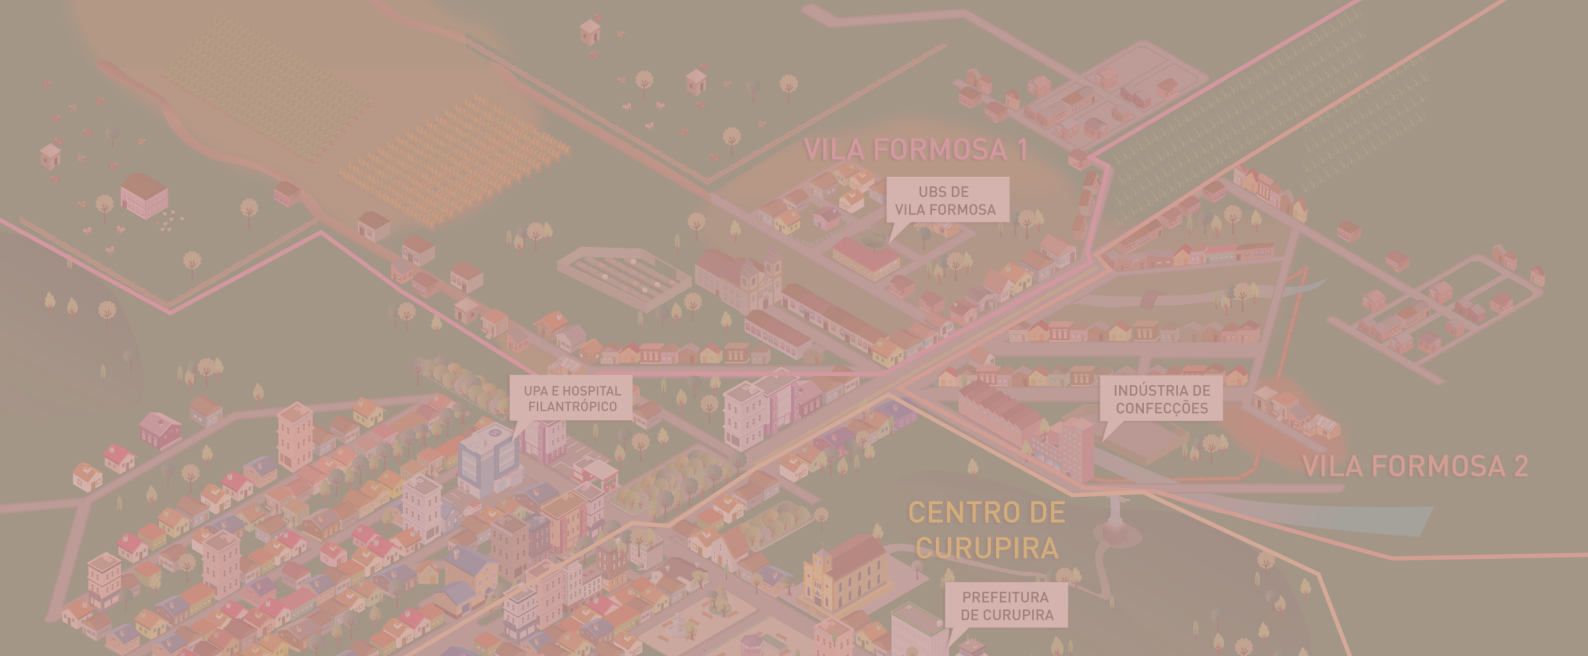 VILA FORMOSA 1
UBS DE
VILA FORMOSA
UPA E HOSPITAL
FILANTRÓPICO
INDÚSTRIA DE
CONFECÇÕES
VILA FORMOSA 2
CENTRO DE
CURUPIRA
PREFEITURA
DE CURUPIRA